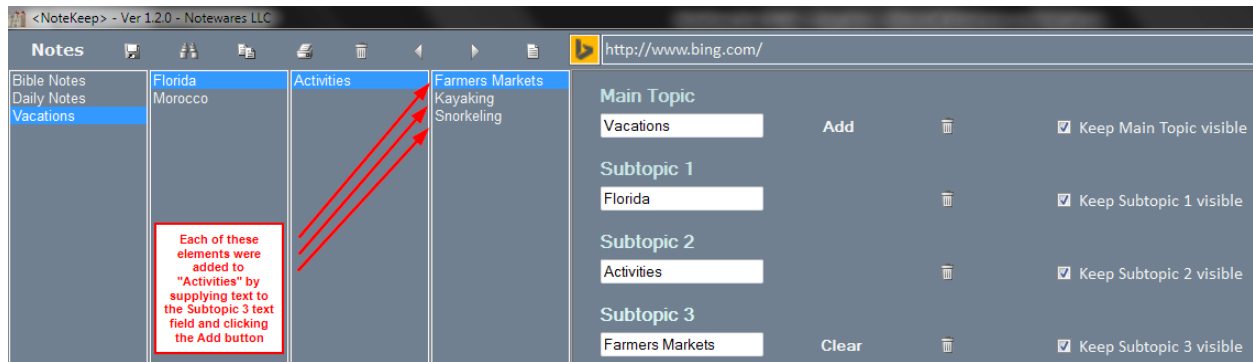 <NoteKeep> - Ver 1.2.0 - Notewares LLC
Notes
http://www.bing.com/
Bible Notes
Daily Notes
Vacations
Florida
Morocco
Activities
Farmers Markets
Kayaking
Snorkeling
Each of these
elements were
added to
"Activities" by
supplying text to
the Subtopic 3 text
field and clicking
the Add button
Main Topic
Vacations Add Keep Main Topic visible
Subtopic 1
Florida Keep Subtopic 1 visible
Subtopic 2
Activities Keep Subtopic 2 visible
Subtopic 3
Farmers Markets Clear Keep Subtopic 3 visible